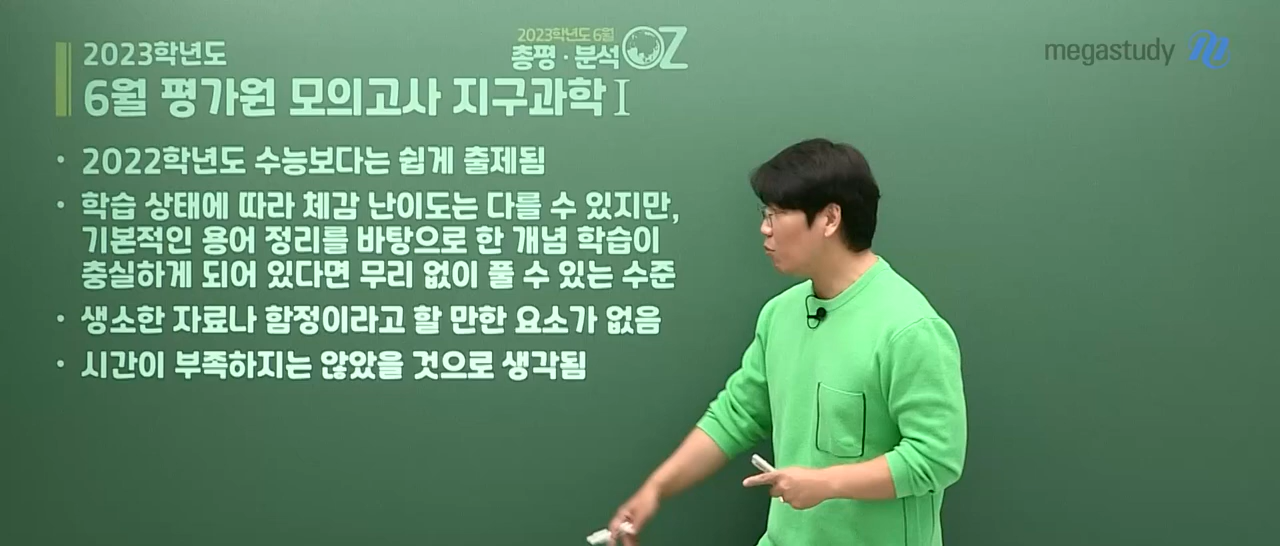 2023학년도
6월 평가원 모의고사 지구과학 I
2023학년도 6월
총평·분석 OZ
megastudy m
• 2022학년도 수능보다는 쉽게 출제됨
• 학습 상태에 따라 체감 난이도는 다를 수 있지만,
기본적인 용어 정리를 바탕으로 한 개념 학습이
충실하게 되어 있다면 무리 없이 풀 수 있는 수준
• 생소한 자료나 함정이라고 할 만한 요소가 없음
• 시간이 부족하지는 않았을 것으로 생각됨